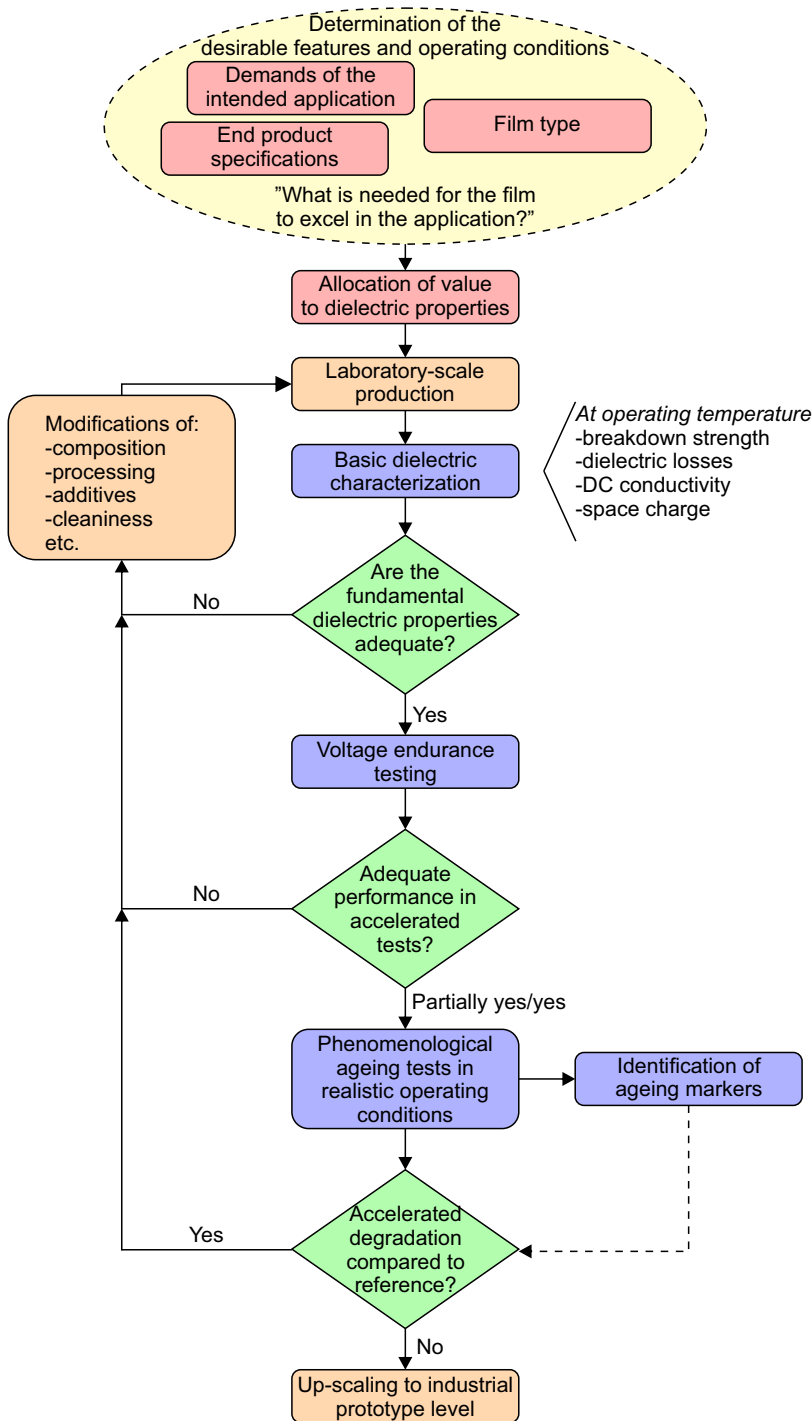 Determination of the
desirable features and operating conditions
Demands of the
intended application
Film type
End product
specifications
”What is needed for the film
to excel in the application?”
Allocation of value
to dielectric properties
Laboratory-scale
production
Modifications of:
-composition
-processing
-additives
-cleaniness
etc.
Basic dielectric
characterization
At operating temperature
-breakdown strength
-dielectric losses
-DC conductivity
-space charge
Are the
fundamental
dielectric properties
adequate?
No
Yes
Voltage endurance
testing
Adequate
performance in
accelerated
tests?
No
Partially yes/yes
Phenomenological
ageing tests in
realistic operating
conditions
Identification of
ageing markers
Accelerated
degradation
compared to
reference?
Yes
No
Up-scaling to industrial
prototype level